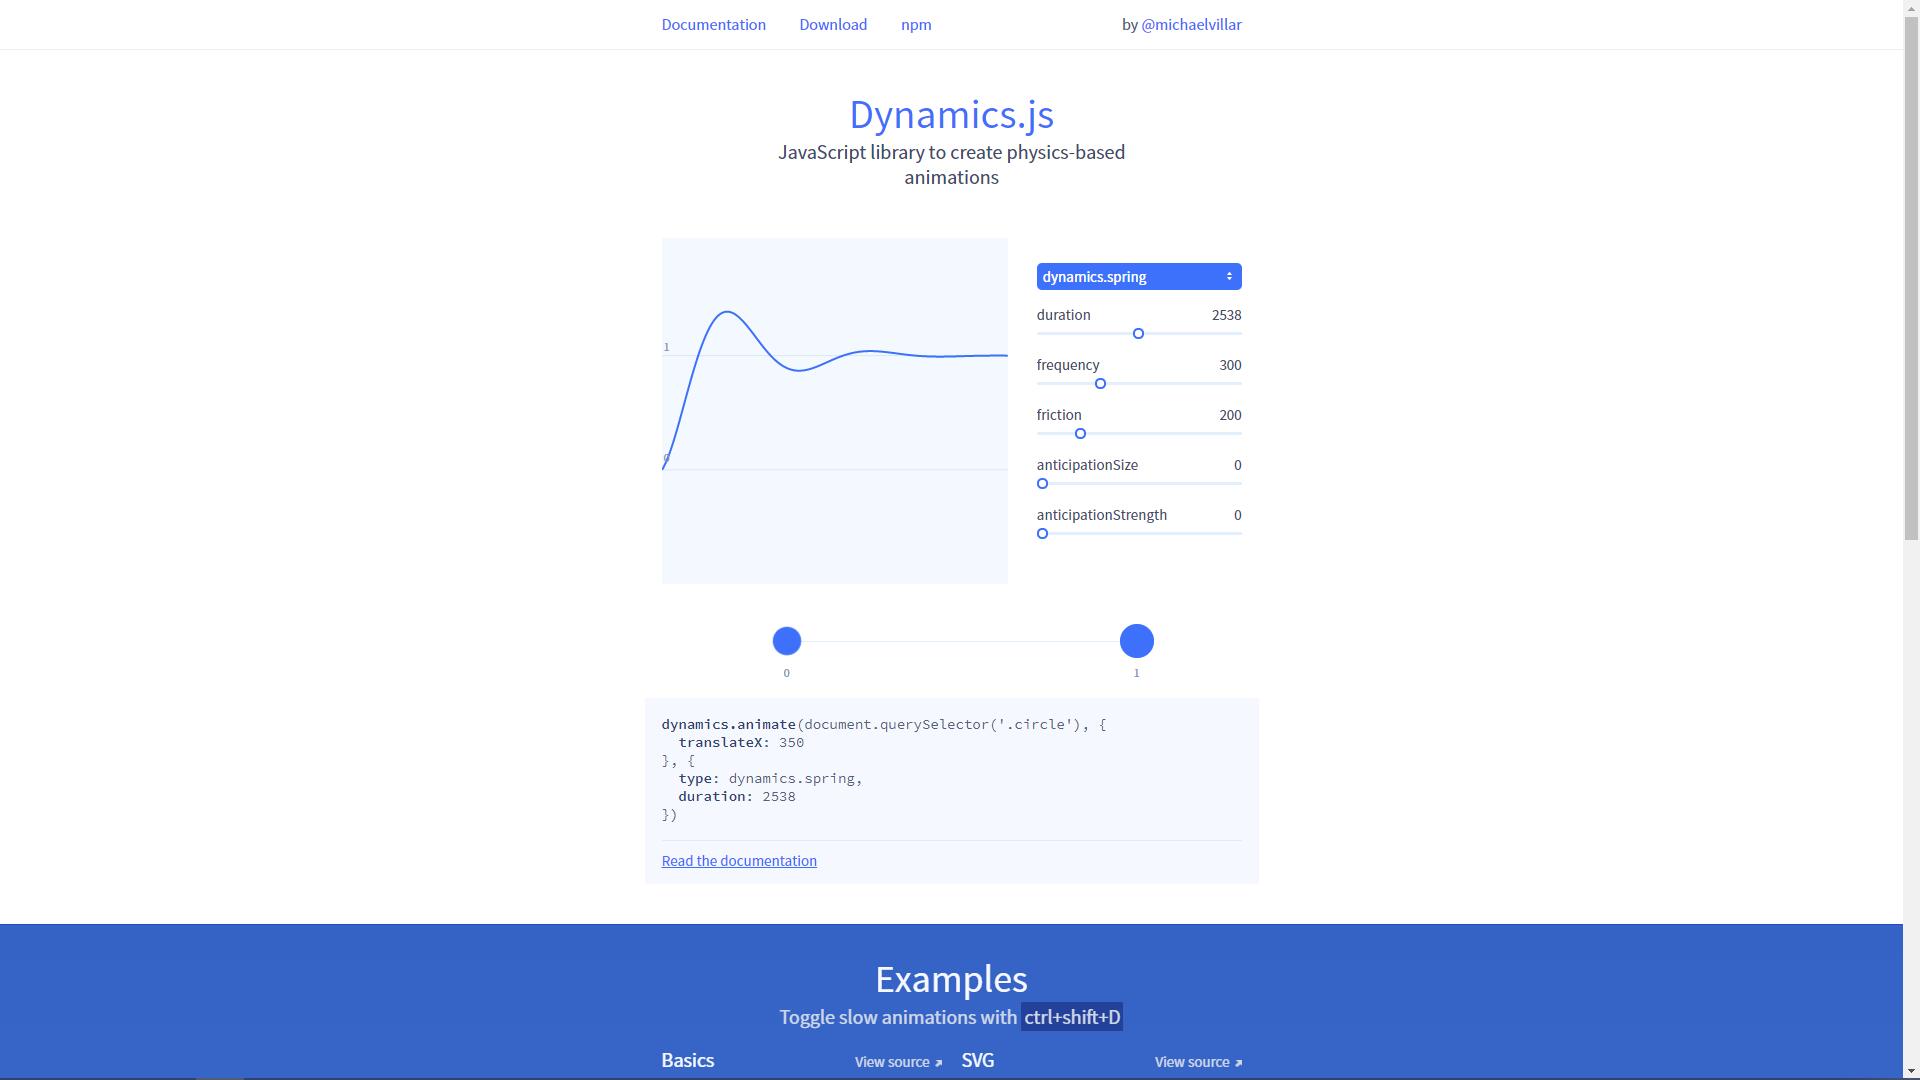 Documentation Download npm by @michaelvillar
Dynamics.js
JavaScript library to create physics-based
animations
dynamics.spring
duration 2538
frequency 300
friction 200
anticipationSize 0
anticipationStrength 0
1
0
0 1
dynamics.animate(document.querySelector('.circle'), {
  translateX: 350
}, {
  type: dynamics.spring,
  duration: 2538
})
Read the documentation
Examples
Toggle slow animations with ctrl+shift+D
Basics View source SVG View source